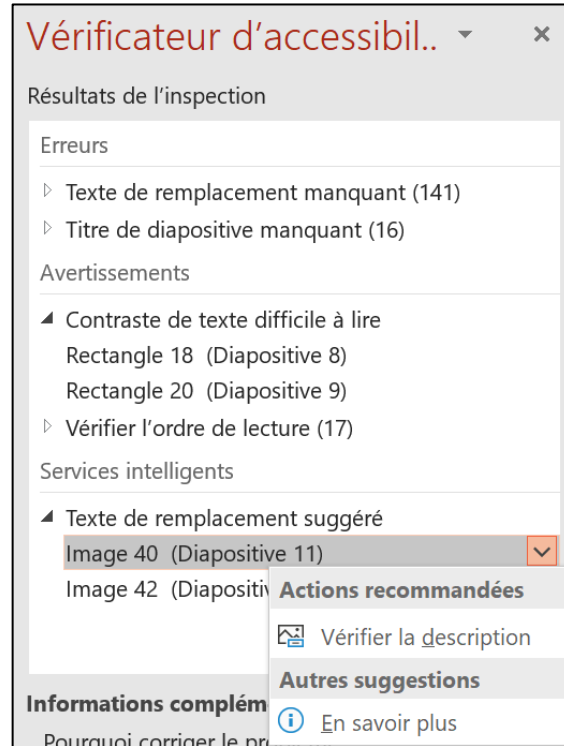 Vérificateur d’accessibil..
Résultats de l’inspection
Erreurs
Texte de remplacement manquant (141)
Titre de diapositive manquant (16)
Avertissements
Contraste de texte difficile à lire
Rectangle 18 (Diapositive 8)
Rectangle 20 (Diapositive 9)
Vérifier l’ordre de lecture (17)
Services intelligents
Texte de remplacement suggéré
Image 40 (Diapositive 11)
Image 42 (Diapositiv
Actions recommandées
Vérifier la description
Autres suggestions
En savoir plus
Informations complém
Pourquoi corriger le